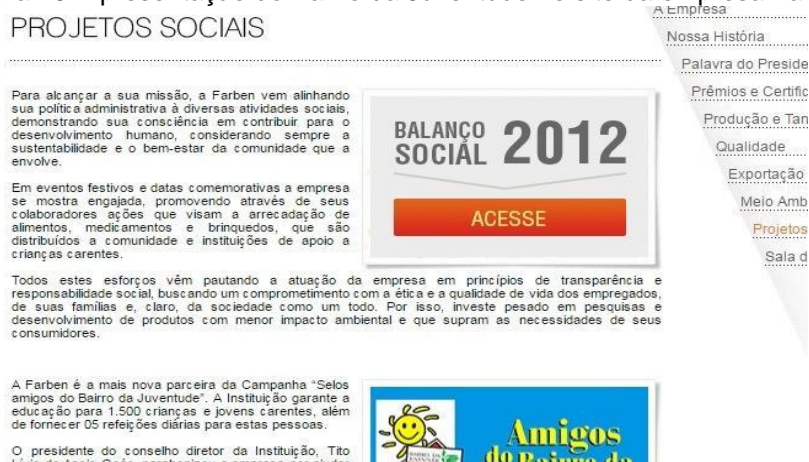 PROJETOS SOCIAIS
Para alcançar a sua missão, a Farben vem alinhando
sua política administrativa à diversas atividades sociais,
demonstrando sua consciência em contribuir para o
desenvolvimento humano, considerando sempre a
sustentabilidade e o bem-estar da comunidade que a
envolve.
Em eventos festivos e datas comemorativas a empresa
se mostra engajada, promovendo através de seus
colaboradores ações que visam a arrecadação de
alimentos, medicamentos e brinquedos, que são
distribuídos a comunidade e instituições de apoio a
crianças carentes.
BALANÇO
SOCIAL 2012
ACESSE
Todos estes esforços vêm pautando a atuação da empresa em princípios de transparência e
responsabilidade social, buscando um comprometimento com a ética e a qualidade de vida dos empregados,
de suas famílias e, claro, da sociedade como um todo. Por isso, investe pesado em pesquisas e
desenvolvimento de produtos com menor impacto ambiental e que supram as necessidades de seus
consumidores.
A Farben é a mais nova parceira da Campanha “Selos
amigos do Bairro da Juventude”. A Instituição garante a
educação para 1.500 crianças e jovens carentes, além
de fornecer 05 refeições diárias para estas pessoas.
O presidente do conselho diretor da Instituição, Tito
Amigos
do Bairro da
A Empresa
Nossa História
Palavra do Preside
Prêmios e Certific
Produção e Tan
Qualidade
Exportação
Meio Amb
Projetos
Sala d